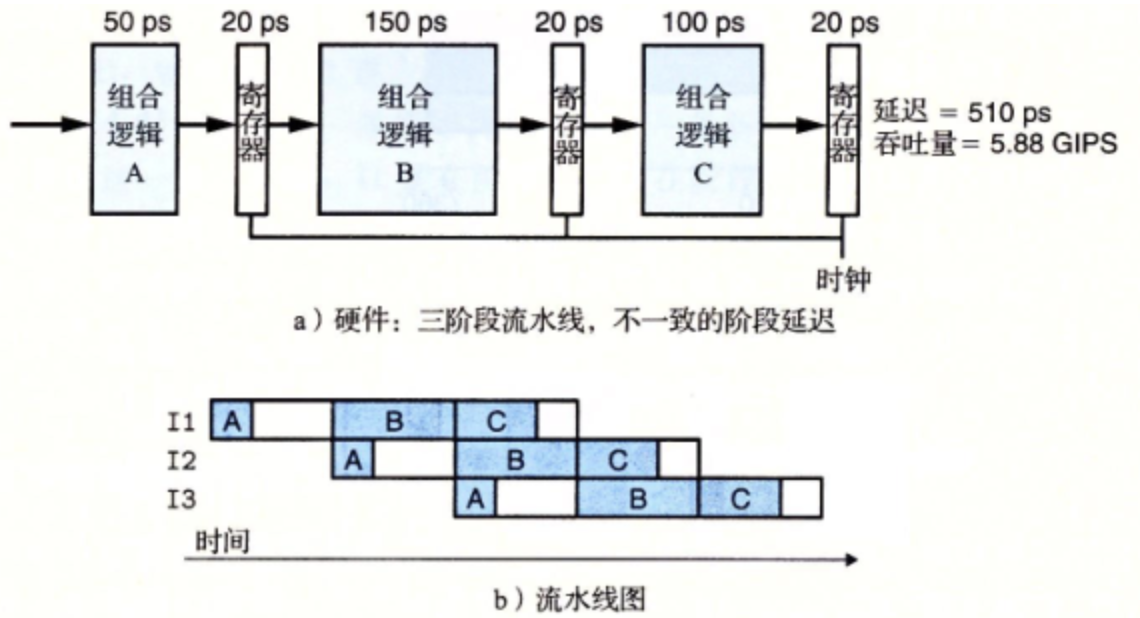 50 ps 20 ps 150 ps 20 ps 100 ps 20 ps
组合
逻辑
A
寄存器
组合
逻辑
B
寄存器
组合
逻辑
C
寄存器
延迟 = 510 ps
吞吐量= 5.88 GIPS
时钟
a）硬件：三阶段流水线，不一致的阶段延迟
I1 A B C
I2 A B C
I3 A B C
时间
b）流水线图